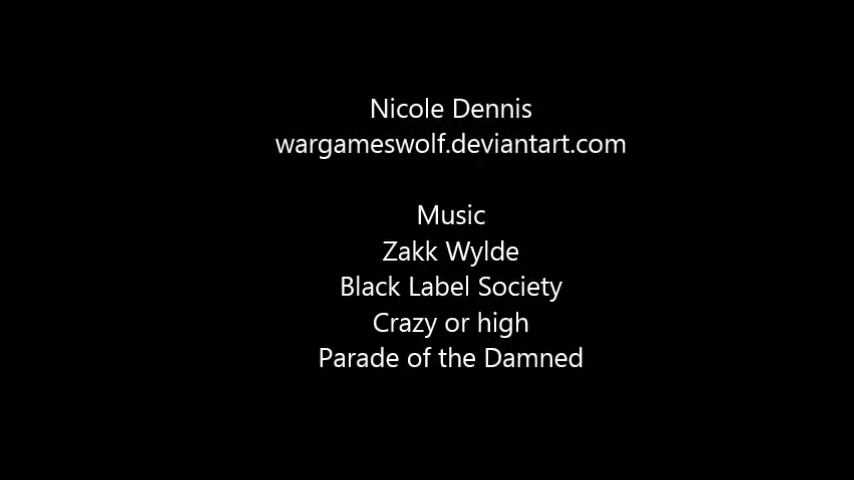 Nicole Dennis
wargameswolf.deviantart.com
Music
Zakk Wylde
Black Label Society
Crazy or high
Parade of the Damned